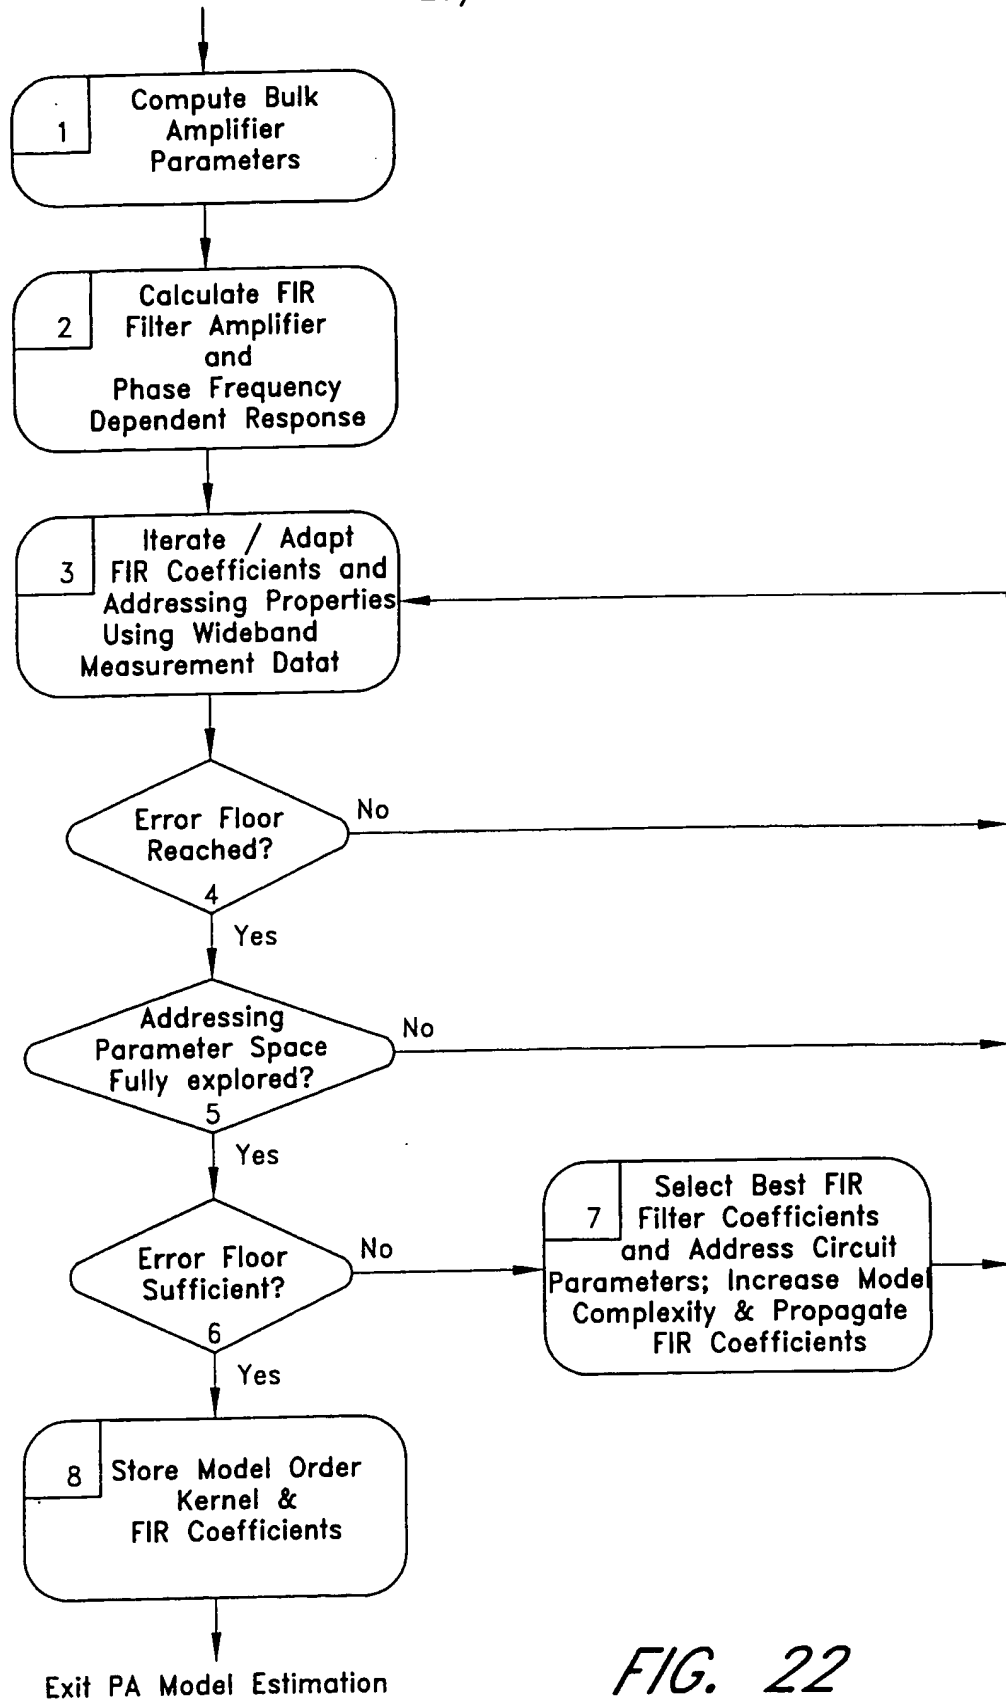 1
Compute Bulk
Amplifier
Parameters
2
Calculate FIR
Filter Amplifier
and
Phase Frequency
Dependent Response
3
Iterate / Adapt
FIR Coefficients and
Addressing Properties
Using Wideband
Measurement Datat
Error Floor
Reached?
4
No
Yes
Addressing
Parameter Space
Fully explored?
5
No
Yes
Error Floor
Sufficient?
6
No
Yes
7
Select Best FIR
Filter Coefficients
and Address Circuit
Parameters; Increase Model
Complexity & Propagate
FIR Coefficients
8
Store Model Order
Kernel &
FIR Coefficients
Exit PA Model Estimation
FIG. 22